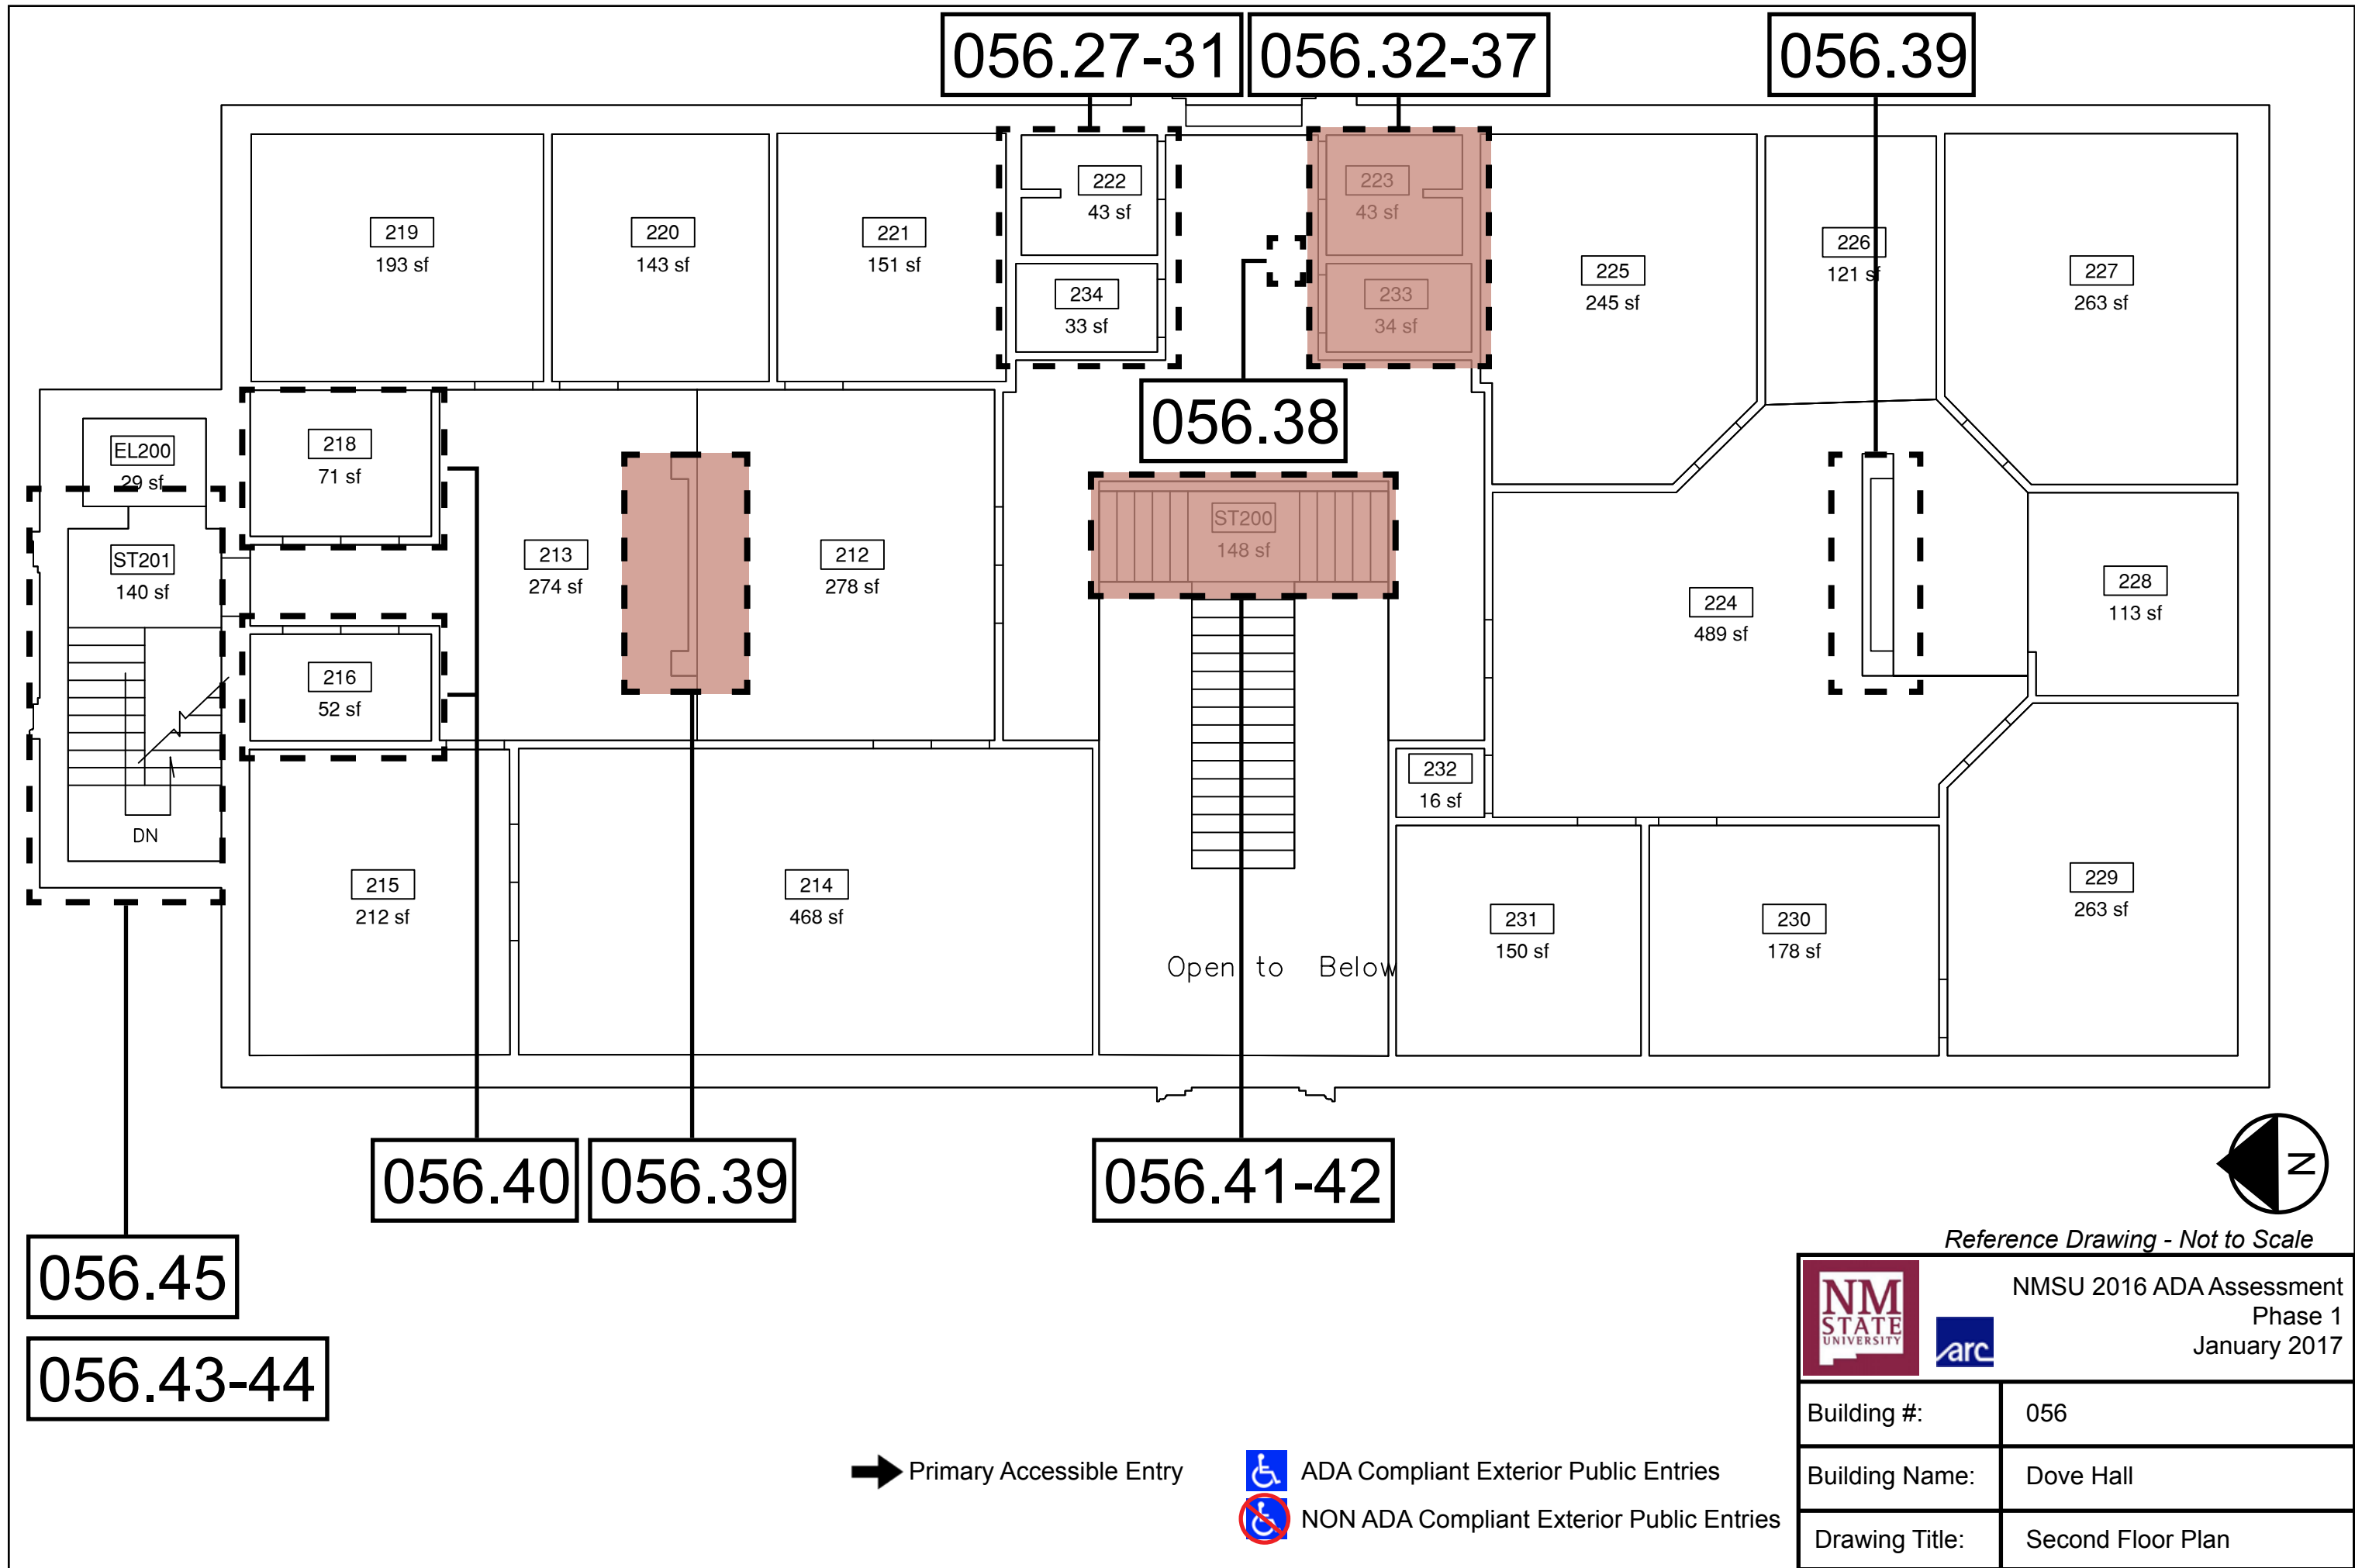 056.27-31
056.32-37
056.39
219
193 sf
220
143 sf
221
151 sf
222
43 sf
234
33 sf
223
43 sf
233
34 sf
225
245 sf
226
121 sf
227
263 sf
056.38
EL200
29 sf
218
71 sf
ST201
140 sf
213
274 sf
212
278 sf
ST200
148 sf
224
489 sf
228
113 sf
216
52 sf
232
16 sf
DN
215
212 sf
214
468 sf
Open to Below
231
150 sf
230
178 sf
229
263 sf
056.40
056.39
056.41-42
N
056.45
056.43-44
Reference Drawing - Not to Scale
NM
STATE
UNIVERSITY
arc
NMSU 2016 ADA Assessment
Phase 1
January 2017
Building #: 056
Building Name: Dove Hall
Drawing Title: Second Floor Plan
Primary Accessible Entry
ADA Compliant Exterior Public Entries
NON ADA Compliant Exterior Public Entries